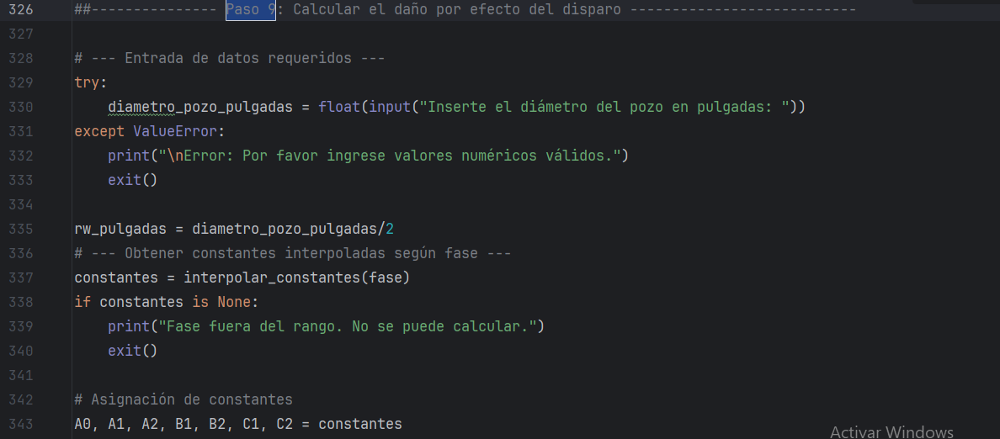 326 ##--------------- Paso 9: Calcular el daño por efecto del disparo ---------------------------
327
328 # --- Entrada de datos requeridos ---
329 try:
330     diametro_pozo_pulgadas = float(input("Inserte el diámetro del pozo en pulgadas: "))
331 except ValueError:
332     print("\nError: Por favor ingrese valores numéricos válidos.")
333     exit()
334
335 rw_pulgadas = diametro_pozo_pulgadas/2
336 # --- Obtener constantes interpoladas según fase ---
337 constantes = interpolar_constantes(fase)
338 if constantes is None:
339     print("Fase fuera del rango. No se puede calcular.")
340     exit()
341
342 # Asignación de constantes
343 A0, A1, A2, B1, B2, C1, C2 = constantes
Activar Windows